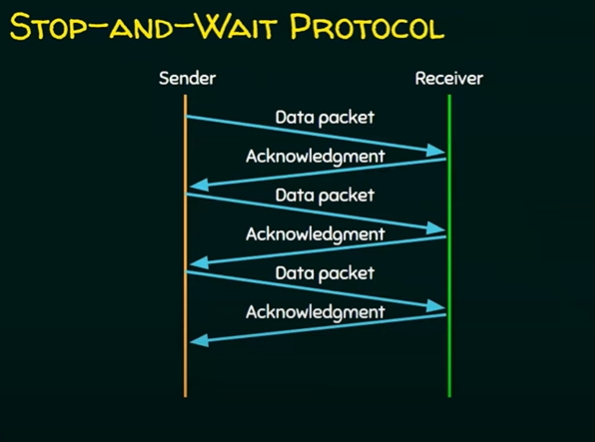 Stop-and-Wait Protocol
Sender Receiver
Data packet
Acknowledgment
Data packet
Acknowledgment
Data packet
Acknowledgment